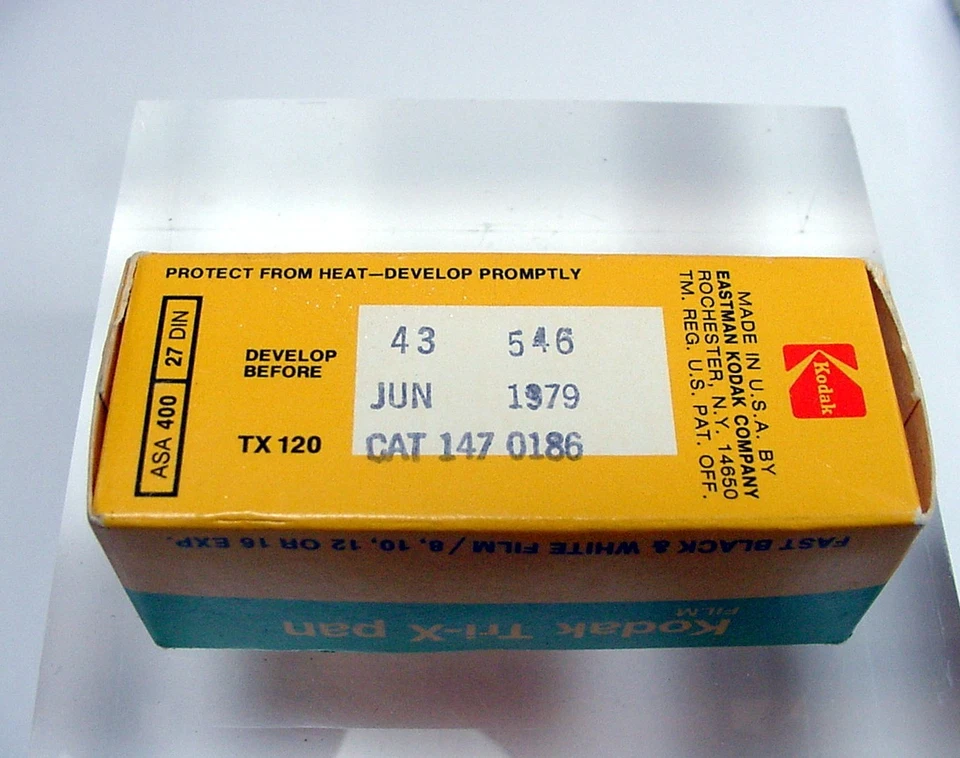 PROTECT FROM HEAT—DEVELOP PROMPTLY
ASA 400 27 DIN
DEVELOP
BEFORE
TX 120
43 546
JUN 1979
CAT 147 0186
MADE IN U.S.A. BY
EASTMAN KODAK COMPANY
ROCHESTER, N.Y. 14650
TM. REG. U.S. PAT. OFF.
Kodak
FAST BLACK & WHITE FILM / 8, 10, 12 OR 16 EXP.
Kodak Tri-X pan
FILM